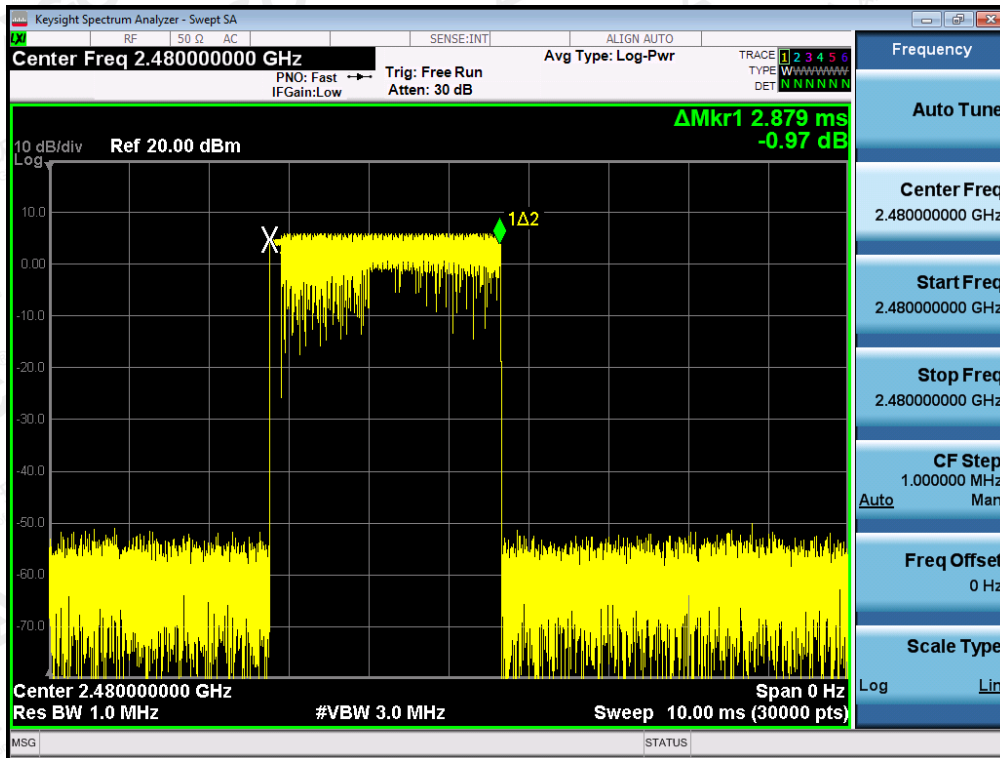 Keysight Spectrum Analyzer - Swept SA
LXI RF 50 Ω AC SENSE:INT ALIGN AUTO
Center Freq 2.480000000 GHz
PNO: Fast
IFGain:Low
Trig: Free Run
Atten: 30 dB
Avg Type: Log-Pwr
TRACE 1 2 3 4 5 6
TYPE WWWWWW
DET N N N N N N
ΔMkr1 2.879 ms
-0.97 dB
10 dB/div Ref 20.00 dBm
Log
1Δ2
10.0
0.00
-10.0
-20.0
-30.0
-40.0
-50.0
-60.0
-70.0
Center 2.480000000 GHz Span 0 Hz
Res BW 1.0 MHz #VBW 3.0 MHz Sweep 10.00 ms (30000 pts)
MSG STATUS
Frequency
Auto Tune
Center Freq
2.480000000 GHz
Start Freq
2.480000000 GHz
Stop Freq
2.480000000 GHz
CF Step
1.000000 MHz
Auto Man
Freq Offset
0 Hz
Scale Type
Log Lin